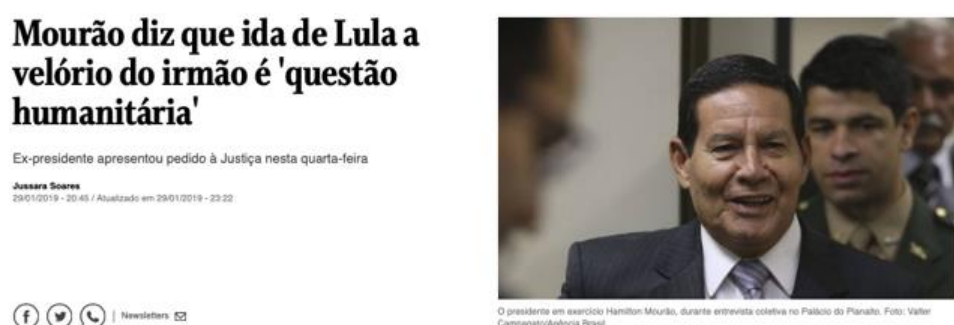 Mourão diz que ida de Lula a
velório do irmão é 'questão
humanitária'
Ex-presidente apresentou pedido à Justiça nesta quarta-feira
Jussara Soares
29/01/2019 - 20:45 / Atualizado em 29/01/2019 - 23:22
f
Newsletters
O presidente em exercício Hamilton Mourão, durante entrevista coletiva no Palácio do Planalto. Foto: Valter
Campanato/Agência Brasil